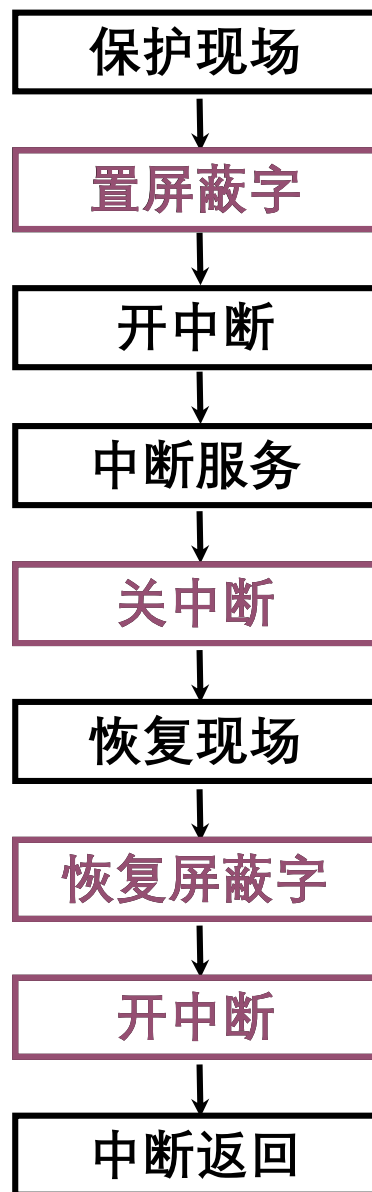 保护现场
置屏蔽字
开中断
中断服务
关中断
恢复现场
恢复屏蔽字
开中断
中断返回